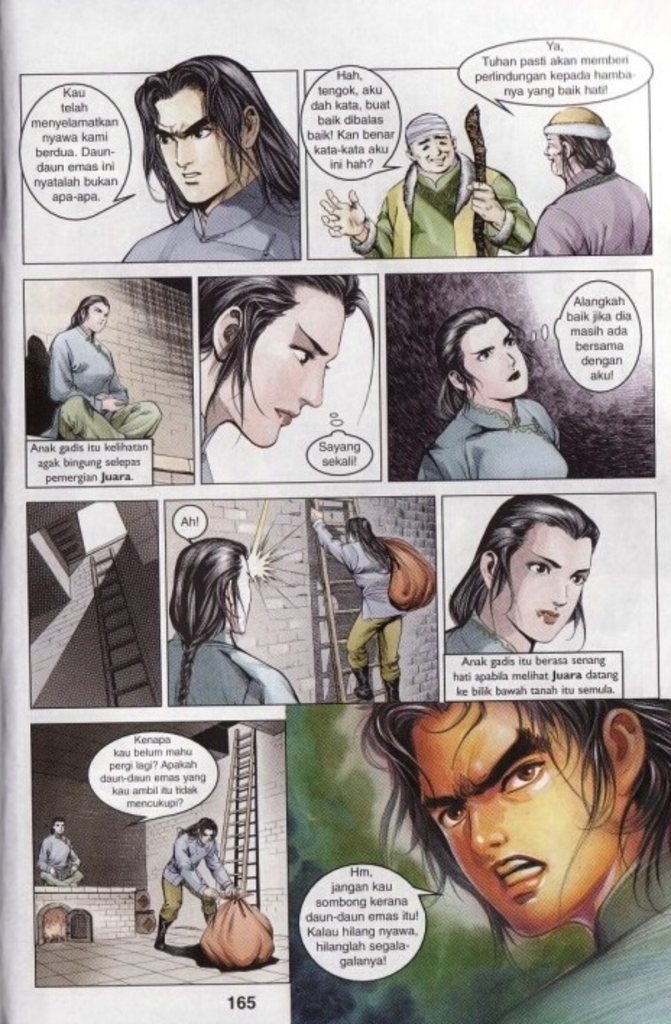 Kau
telah
menyelamatkan
nyawa kami
berdua. Daun-
daun emas ini
nyatalah bukan
apa-apa.
Hah,
tengok, aku
dah kata, buat
baik dibalas
baik! Kan benar
kata-kata aku
ini hah?
Ya,
Tuhan pasti akan memberi
perlindungan kepada hamba-
nya yang baik hati!
Anak gadis itu kelihatan
agak bingung selepas
pemergian Juara.
Sayang
sekali!
Alangkah
baik jika dia
masih ada
bersama
dengan
aku!
Ah!
Anak gadis itu berasa senang
hati apabila melihat Juara datang
ke bilik bawah tanah itu semula.
Kenapa
kau belum mahu
pergi lagi? Apakah
daun-daun emas yang
kau ambil itu tidak
mencukupi?
Hm,
jangan kau
sombong kerana
daun-daun emas itu!
Kalau hilang nyawa,
hilanglah segala-
galanya!
165